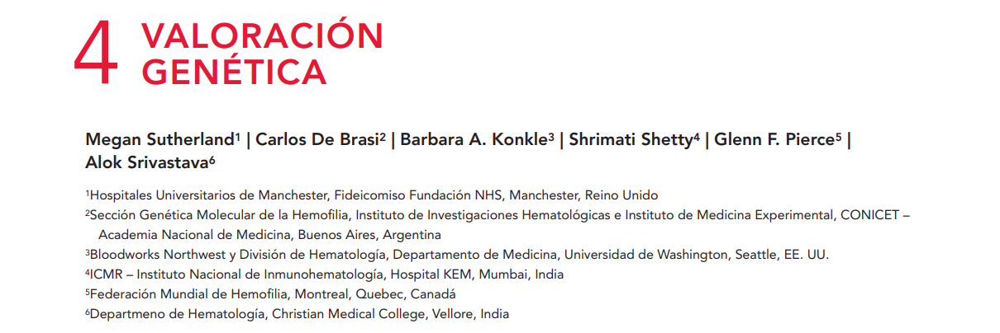 4 VALORACIÓN
GENÉTICA
Megan Sutherland¹ | Carlos De Brasi² | Barbara A. Konkle³ | Shrimati Shetty⁴ | Glenn F. Pierce⁵ |
Alok Srivastava⁶
¹Hospitales Universitarios de Manchester, Fideicomiso Fundación NHS, Manchester, Reino Unido
²Sección Genética Molecular de la Hemofilia, Instituto de Investigaciones Hematológicas e Instituto de Medicina Experimental, CONICET –
Academia Nacional de Medicina, Buenos Aires, Argentina
³Bloodworks Northwest y División de Hematología, Departamento de Medicina, Universidad de Washington, Seattle, EE. UU.
⁴ICMR – Instituto Nacional de Inmunohematología, Hospital KEM, Mumbai, India
⁵Federación Mundial de Hemofilia, Montreal, Quebec, Canadá
⁶Departmeno de Hematología, Christian Medical College, Vellore, India